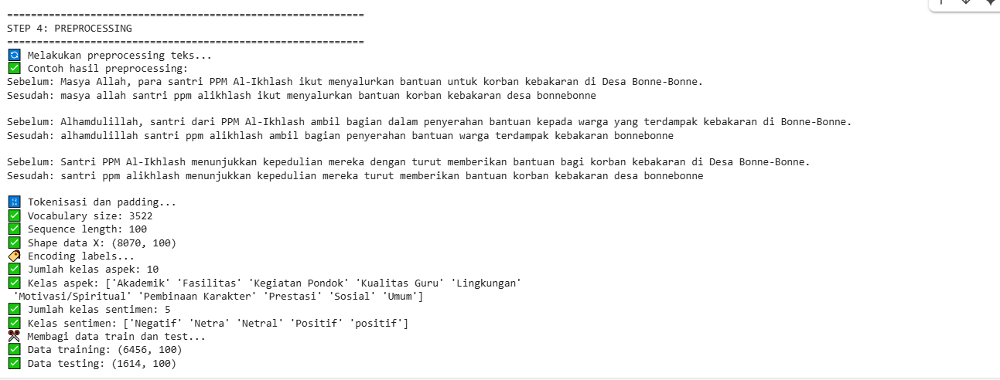 ============================================================
STEP 4: PREPROCESSING
============================================================
🔄 Melakukan preprocessing teks...
✅ Contoh hasil preprocessing:
Sebelum: Masya Allah, para santri PPM Al-Ikhlash ikut menyalurkan bantuan untuk korban kebakaran di Desa Bonne-Bonne.
Sesudah: masya allah santri ppm alikhlash ikut menyalurkan bantuan korban kebakaran desa bonnebonne
Sebelum: Alhamdulillah, santri dari PPM Al-Ikhlash ambil bagian dalam penyerahan bantuan kepada warga yang terdampak kebakaran di Bonne-Bonne.
Sesudah: alhamdulillah santri ppm alikhlash ambil bagian penyerahan bantuan warga terdampak kebakaran bonnebonne
Sebelum: Santri PPM Al-Ikhlash menunjukkan kepedulian mereka dengan turut memberikan bantuan bagi korban kebakaran di Desa Bonne-Bonne.
Sesudah: santri ppm alikhlash menunjukkan kepedulian mereka turut memberikan bantuan korban kebakaran desa bonnebonne
🔢 Tokenisasi dan padding...
✅ Vocabulary size: 3522
✅ Sequence length: 100
✅ Shape data X: (8070, 100)
🏷️ Encoding labels...
✅ Jumlah kelas aspek: 10
✅ Kelas aspek: ['Akademik' 'Fasilitas' 'Kegiatan Pondok' 'Kualitas Guru' 'Lingkungan'
'Motivasi/Spiritual' 'Pembinaan Karakter' 'Prestasi' 'Sosial' 'Umum']
✅ Jumlah kelas sentimen: 5
✅ Kelas sentimen: ['Negatif' 'Netra' 'Netral' 'Positif' 'positif']
✂️ Membagi data train dan test...
✅ Data training: (6456, 100)
✅ Data testing: (1614, 100)